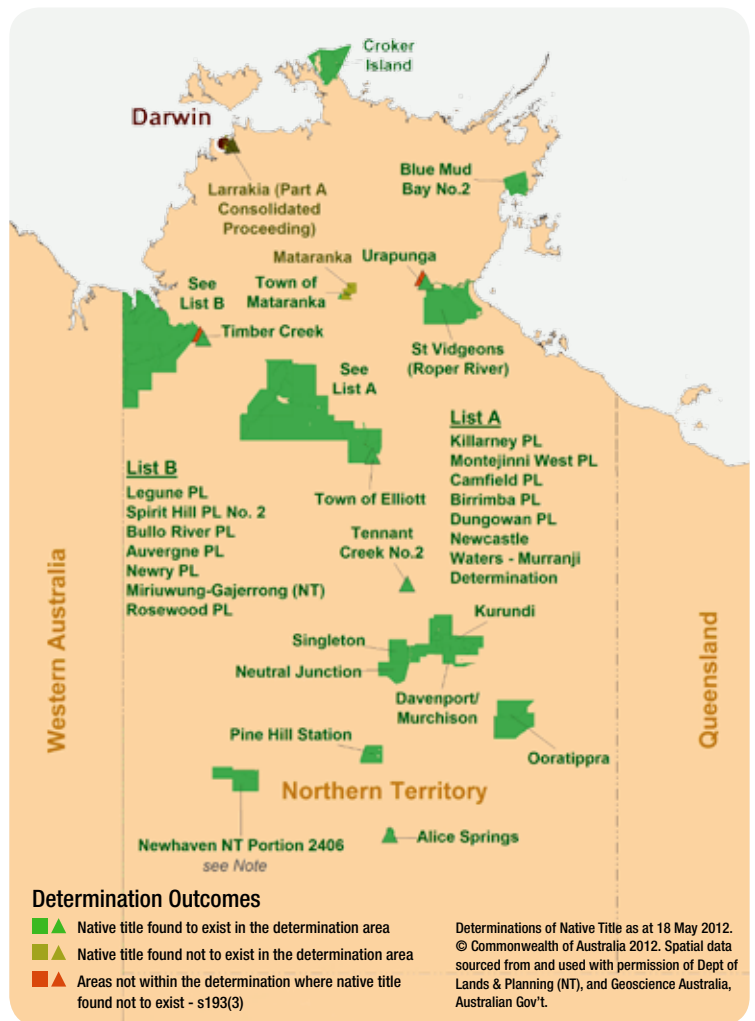 Croker
Island
Darwin
Larrakia (Part A
Consolidated
Proceeding)
Blue Mud
Bay No.2
Mataranka
Urapunga
See
List B
Town of
Mataranka
Timber Creek
St Vidgeons
(Roper River)
See
List A
List A
Killarney PL
Montejinni West PL
Camfield PL
Birrimba PL
Dungowan PL
Newcastle
Waters - Murranji
Determination
List B
Legune PL
Spirit Hill PL No. 2
Bullo River PL
Auvergne PL
Newry PL
Miriuwung-Gajerrong (NT)
Rosewood PL
Town of Elliott
Tennant
Creek No.2
Kurundi
Singleton
Neutral Junction
Davenport/
Murchison
Western Australia
Queensland
Pine Hill Station
Ooratippra
Northern Territory
Newhaven NT Portion 2406
see Note
Alice Springs
Determination Outcomes
Native title found to exist in the determination area
Native title found not to exist in the determination area
Areas not within the determination where native title
found not to exist - s193(3)
Determinations of Native Title as at 18 May 2012.
© Commonwealth of Australia 2012. Spatial data
sourced from and used with permission of Dept of
Lands & Planning (NT), and Geoscience Australia,
Australian Gov't.